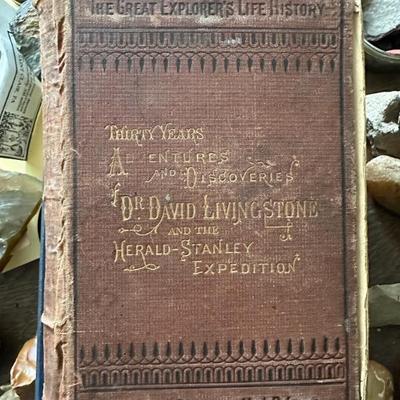 The Great Explorer's Life History
Thirty Years
Adventures
and Discoveries
of Dr David Livingstone
and the
Herald-Stanley
Expedition